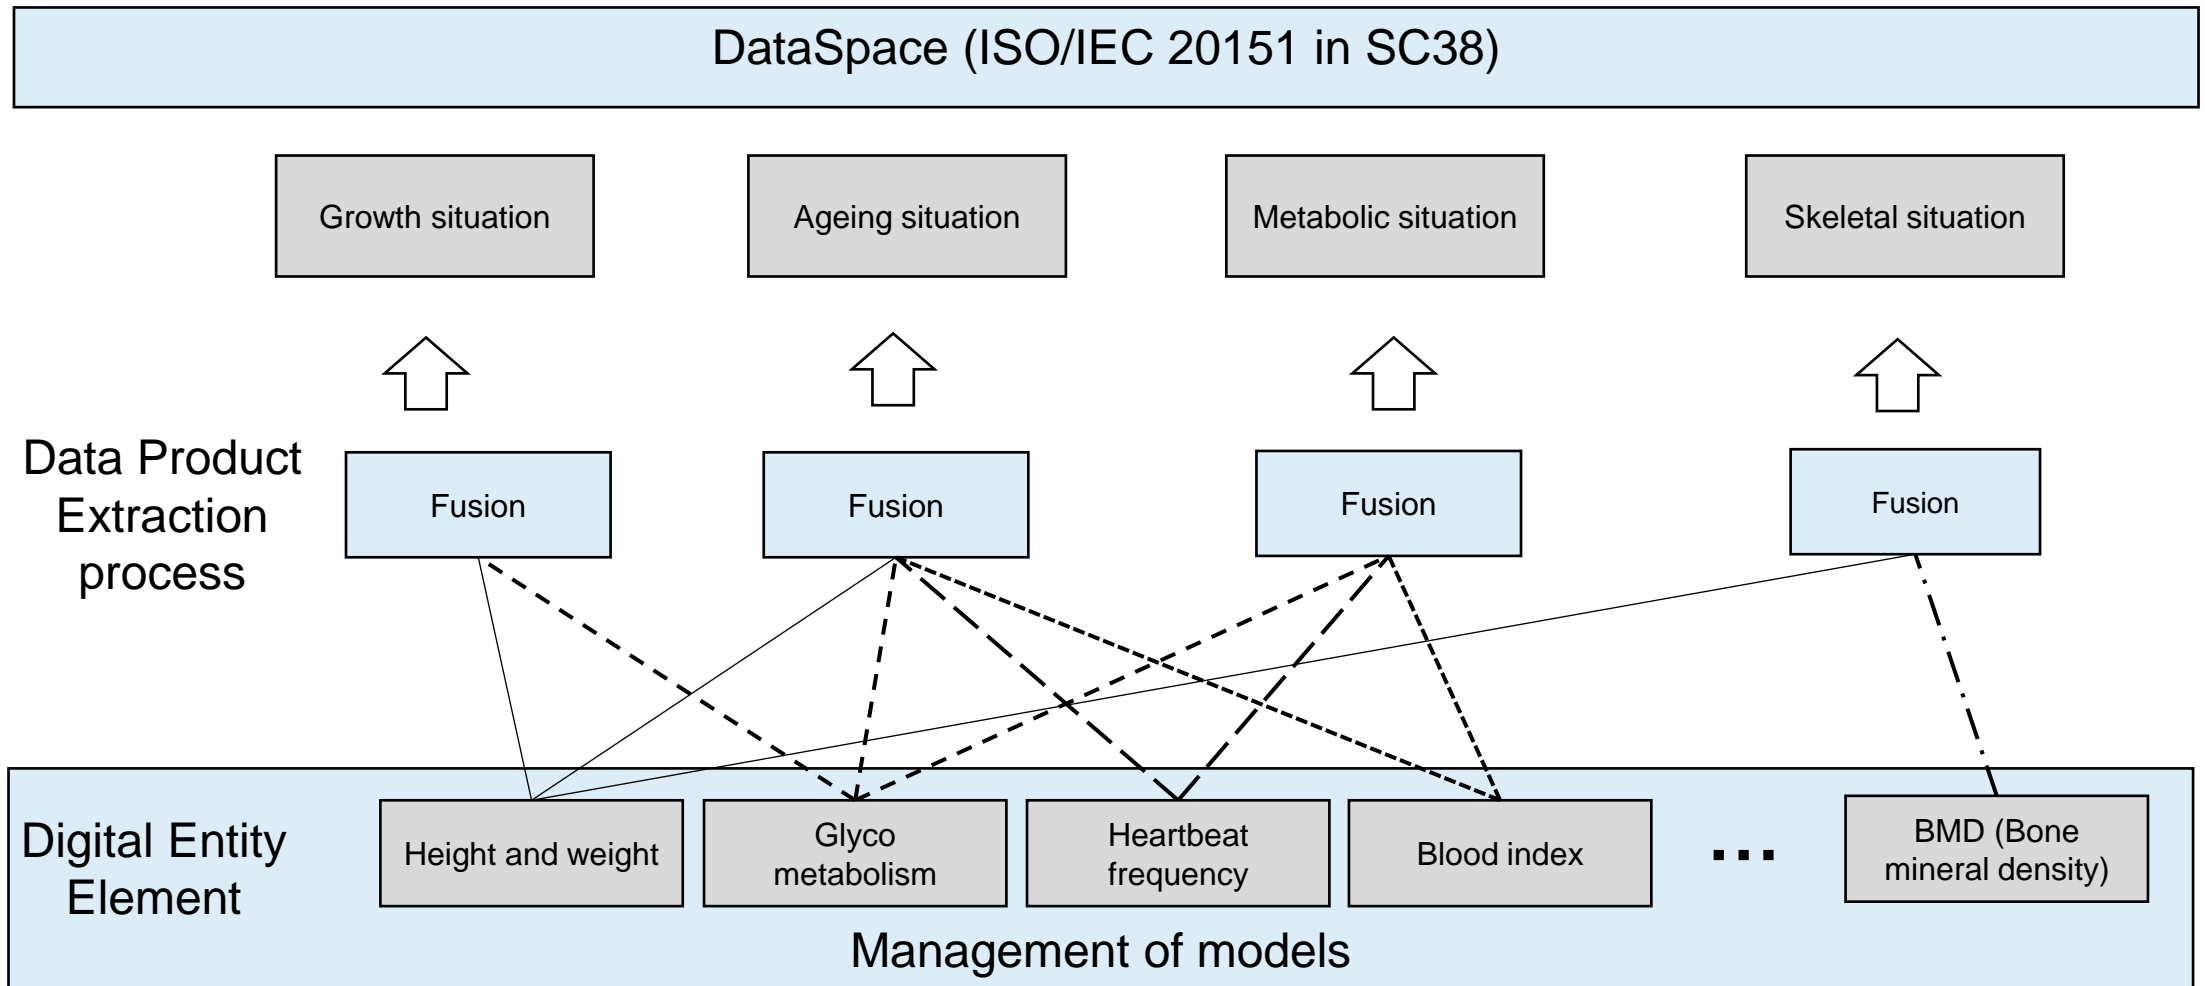 DataSpace (ISO/IEC 20151 in SC38)
Growth situation
Ageing situation
Metabolic situation
Skeletal situation
Data Product
Extraction
process
Fusion
Fusion
Fusion
Fusion
Digital Entity
Element
Height and weight
Glyco
metabolism
Heartbeat
frequency
Blood index
...
BMD (Bone
mineral density)
Management of models